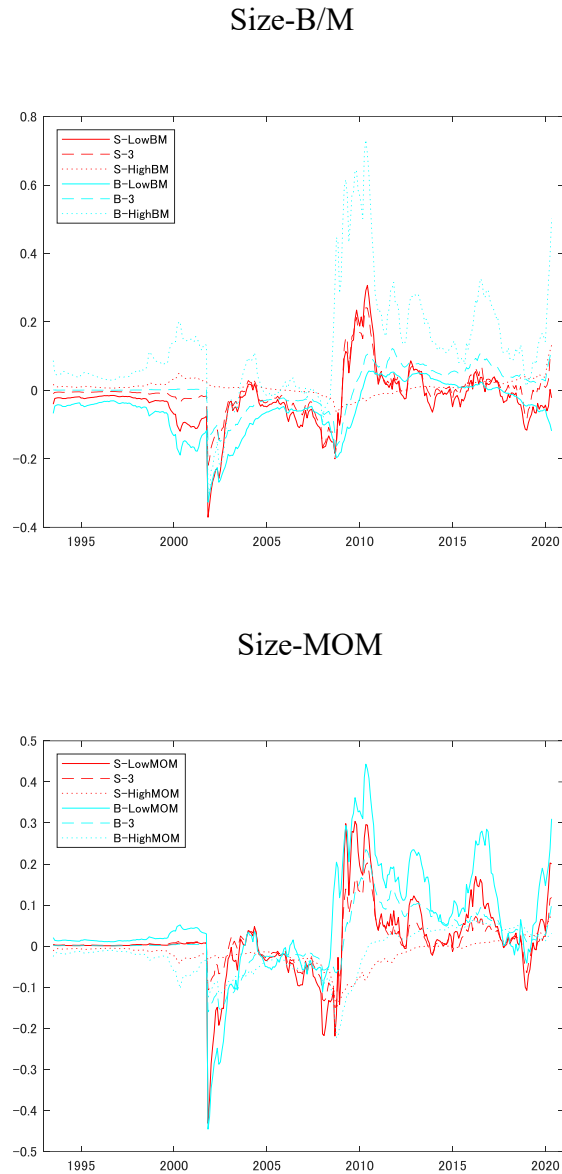 Size-B/M
0.8
S-LowBM
S-3
S-HighBM
B-LowBM
B-3
B-HighBM
0.6
0.4
0.2
0
-0.2
-0.4
1995 2000 2005 2010 2015 2020
Size-MOM
0.5
S-LowMOM
S-3
S-HighMOM
B-LowMOM
B-3
B-HighMOM
0.4
0.3
0.2
0.1
0
-0.1
-0.2
-0.3
-0.4
-0.5
1995 2000 2005 2010 2015 2020